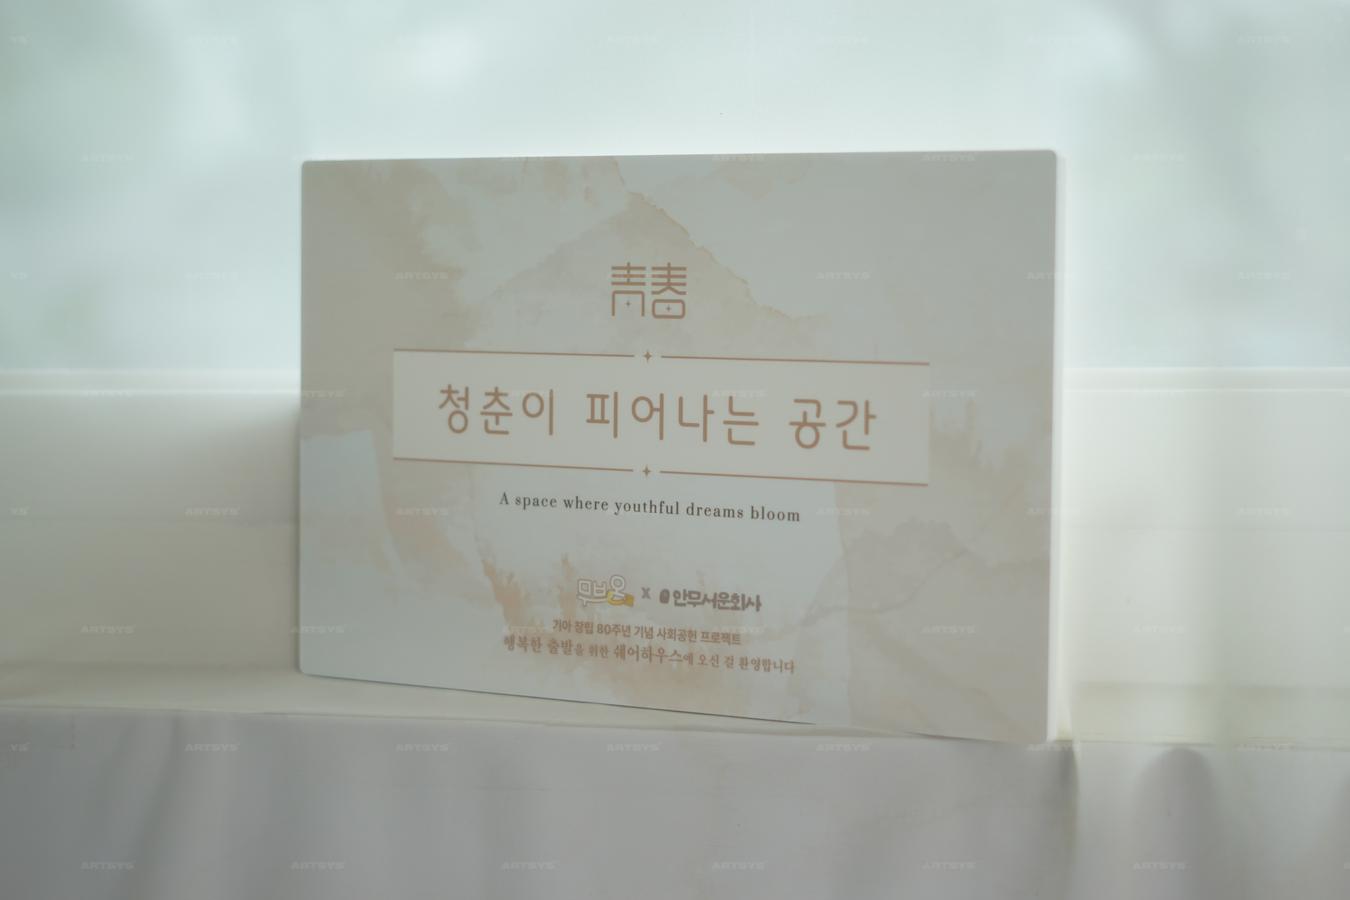 靑春
청춘이 피어나는 공간
A space where youthful dreams bloom
무브온 x 안무서운회사
기아 창립 80주년 기념 사회공헌 프로젝트
행복한 출발을 위한 쉐어하우스에 오신 걸 환영합니다
ARTSYS